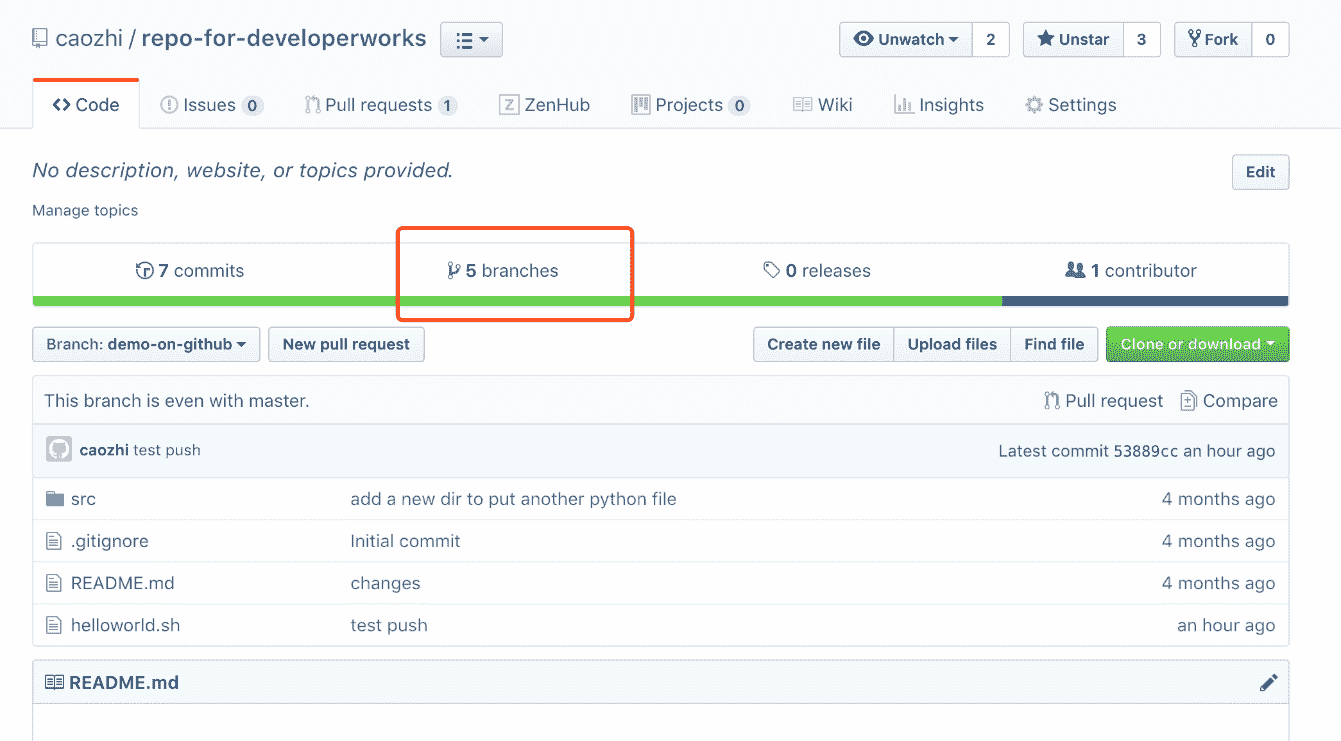 caozhi / repo-for-developerworks Unwatch 2 Unstar 3 Fork 0
Code Issues 0 Pull requests 1 ZenHub Projects 0 Wiki Insights Settings
No description, website, or topics provided. Edit
Manage topics
7 commits 5 branches 0 releases 1 contributor
Branch: demo-on-github New pull request Create new file Upload files Find file Clone or download
This branch is even with master. Pull request Compare
caozhi test push Latest commit 53889cc an hour ago
src add a new dir to put another python file 4 months ago
.gitignore Initial commit 4 months ago
README.md changes 4 months ago
helloworld.sh test push an hour ago
README.md